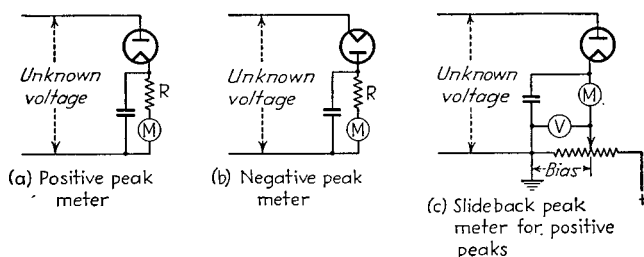 Unknown
voltage
R
M
(a) Positive peak
meter
Unknown
voltage
R
M
(b) Negative peak
meter
Unknown
voltage
M
V
Bias
+
(c) Slideback peak
meter for positive
peaks